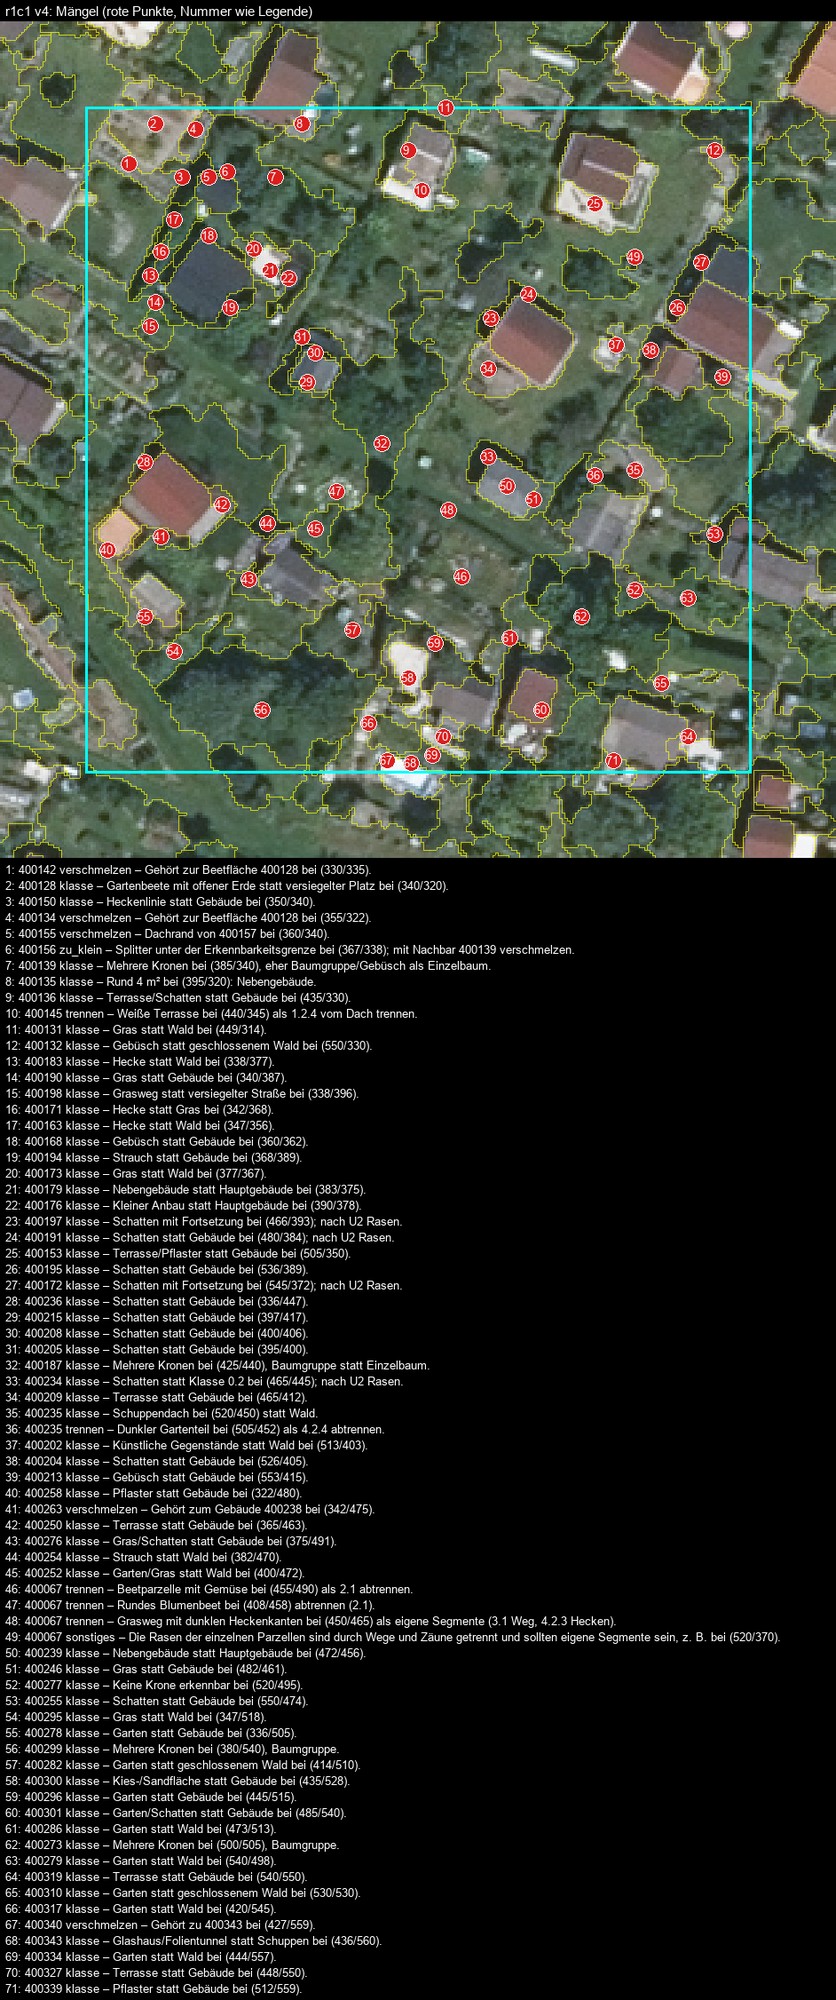 r1c1 v4: Mängel (rote Punkte, Nummer wie Legende)
1: 400142 verschmelzen – Gehört zur Beetfläche 400128 bei (330/335).
2: 400128 klasse – Gartenbeete mit offener Erde statt versiegelter Platz bei (340/320).
3: 400150 klasse – Heckenlinie statt Gebäude bei (350/340).
4: 400134 verschmelzen – Gehört zur Beetfläche 400128 bei (355/322).
5: 400155 verschmelzen – Dachrand von 400157 bei (360/340).
6: 400156 zu_klein – Splitter unter der Erkennbarkeitsgrenze bei (367/338); mit Nachbar 400139 verschmelzen.
7: 400139 klasse – Mehrere Kronen bei (385/340), eher Baumgruppe/Gebüsch als Einzelbaum.
8: 400135 klasse – Rund 4 m² bei (395/320): Nebengebäude.
9: 400136 klasse – Terrasse/Schatten statt Gebäude bei (435/330).
10: 400145 trennen – Weiße Terrasse bei (440/345) als 1.2.4 vom Dach trennen.
11: 400131 klasse – Gras statt Wald bei (449/314).
12: 400132 klasse – Gebüsch statt geschlossenem Wald bei (550/330).
13: 400183 klasse – Hecke statt Wald bei (338/377).
14: 400190 klasse – Gras statt Gebäude bei (340/387).
15: 400198 klasse – Grasweg statt versiegelter Straße bei (338/396).
16: 400171 klasse – Hecke statt Gras bei (342/368).
17: 400163 klasse – Hecke statt Wald bei (347/356).
18: 400168 klasse – Gebüsch statt Gebäude bei (360/362).
19: 400194 klasse – Strauch statt Gebäude bei (368/389).
20: 400173 klasse – Gras statt Wald bei (377/367).
21: 400179 klasse – Nebengebäude statt Hauptgebäude bei (383/375).
22: 400176 klasse – Kleiner Anbau statt Hauptgebäude bei (390/378).
23: 400197 klasse – Schatten mit Fortsetzung bei (466/393); nach U2 Rasen.
24: 400191 klasse – Schatten statt Gebäude bei (480/384); nach U2 Rasen.
25: 400153 klasse – Terrasse/Pflaster statt Gebäude bei (505/350).
26: 400195 klasse – Schatten statt Gebäude bei (536/389).
27: 400172 klasse – Schatten mit Fortsetzung bei (545/372); nach U2 Rasen.
28: 400236 klasse – Schatten statt Gebäude bei (336/447).
29: 400215 klasse – Schatten statt Gebäude bei (397/417).
30: 400208 klasse – Schatten statt Gebäude bei (400/406).
31: 400205 klasse – Schatten statt Gebäude bei (395/400).
32: 400187 klasse – Mehrere Kronen bei (425/440), Baumgruppe statt Einzelbaum.
33: 400234 klasse – Schatten statt Klasse 0.2 bei (465/445); nach U2 Rasen.
34: 400209 klasse – Terrasse statt Gebäude bei (465/412).
35: 400235 klasse – Schuppendach bei (520/450) statt Wald.
36: 400235 trennen – Dunkler Gartenteil bei (505/452) als 4.2.4 abtrennen.
37: 400202 klasse – Künstliche Gegenstände statt Wald bei (513/403).
38: 400204 klasse – Schatten statt Gebäude bei (526/405).
39: 400213 klasse – Gebüsch statt Gebäude bei (553/415).
40: 400258 klasse – Pflaster statt Gebäude bei (322/480).
41: 400263 verschmelzen – Gehört zum Gebäude 400238 bei (342/475).
42: 400250 klasse – Terrasse statt Gebäude bei (365/463).
43: 400276 klasse – Gras/Schatten statt Gebäude bei (375/491).
44: 400254 klasse – Strauch statt Wald bei (382/470).
45: 400252 klasse – Garten/Gras statt Wald bei (400/472).
46: 400067 trennen – Beetparzelle mit Gemüse bei (455/490) als 2.1 abtrennen.
47: 400067 trennen – Rundes Blumenbeet bei (408/458) abtrennen (2.1).
48: 400067 trennen – Grasweg mit dunklen Heckenkanten bei (450/465) als eigene Segmente (3.1 Weg, 4.2.3 Hecken).
49: 400067 sonstiges – Die Rasen der einzelnen Parzellen sind durch Wege und Zäune getrennt und sollten eigene Segmente sein, z. B. bei (520/370).
50: 400239 klasse – Nebengebäude statt Hauptgebäude bei (472/456).
51: 400246 klasse – Gras statt Gebäude bei (482/461).
52: 400277 klasse – Keine Krone erkennbar bei (520/495).
53: 400255 klasse – Schatten statt Gebäude bei (550/474).
54: 400295 klasse – Gras statt Wald bei (347/518).
55: 400278 klasse – Garten statt Gebäude bei (336/505).
56: 400299 klasse – Mehrere Kronen bei (380/540), Baumgruppe.
57: 400282 klasse – Garten statt geschlossenem Wald bei (414/510).
58: 400300 klasse – Kies-/Sandfläche statt Gebäude bei (435/528).
59: 400296 klasse – Garten statt Gebäude bei (445/515).
60: 400301 klasse – Garten/Schatten statt Gebäude bei (485/540).
61: 400286 klasse – Garten statt Wald bei (473/513).
62: 400273 klasse – Mehrere Kronen bei (500/505), Baumgruppe.
63: 400279 klasse – Garten statt Wald bei (540/498).
64: 400319 klasse – Terrasse statt Gebäude bei (540/550).
65: 400310 klasse – Garten statt geschlossenem Wald bei (530/530).
66: 400317 klasse – Garten statt Wald bei (420/545).
67: 400340 verschmelzen – Gehört zu 400343 bei (427/559).
68: 400343 klasse – Glashaus/Folientunnel statt Schuppen bei (436/560).
69: 400334 klasse – Garten statt Wald bei (444/557).
70: 400327 klasse – Terrasse statt Gebäude bei (448/550).
71: 400339 klasse – Pflaster statt Gebäude bei (512/559).